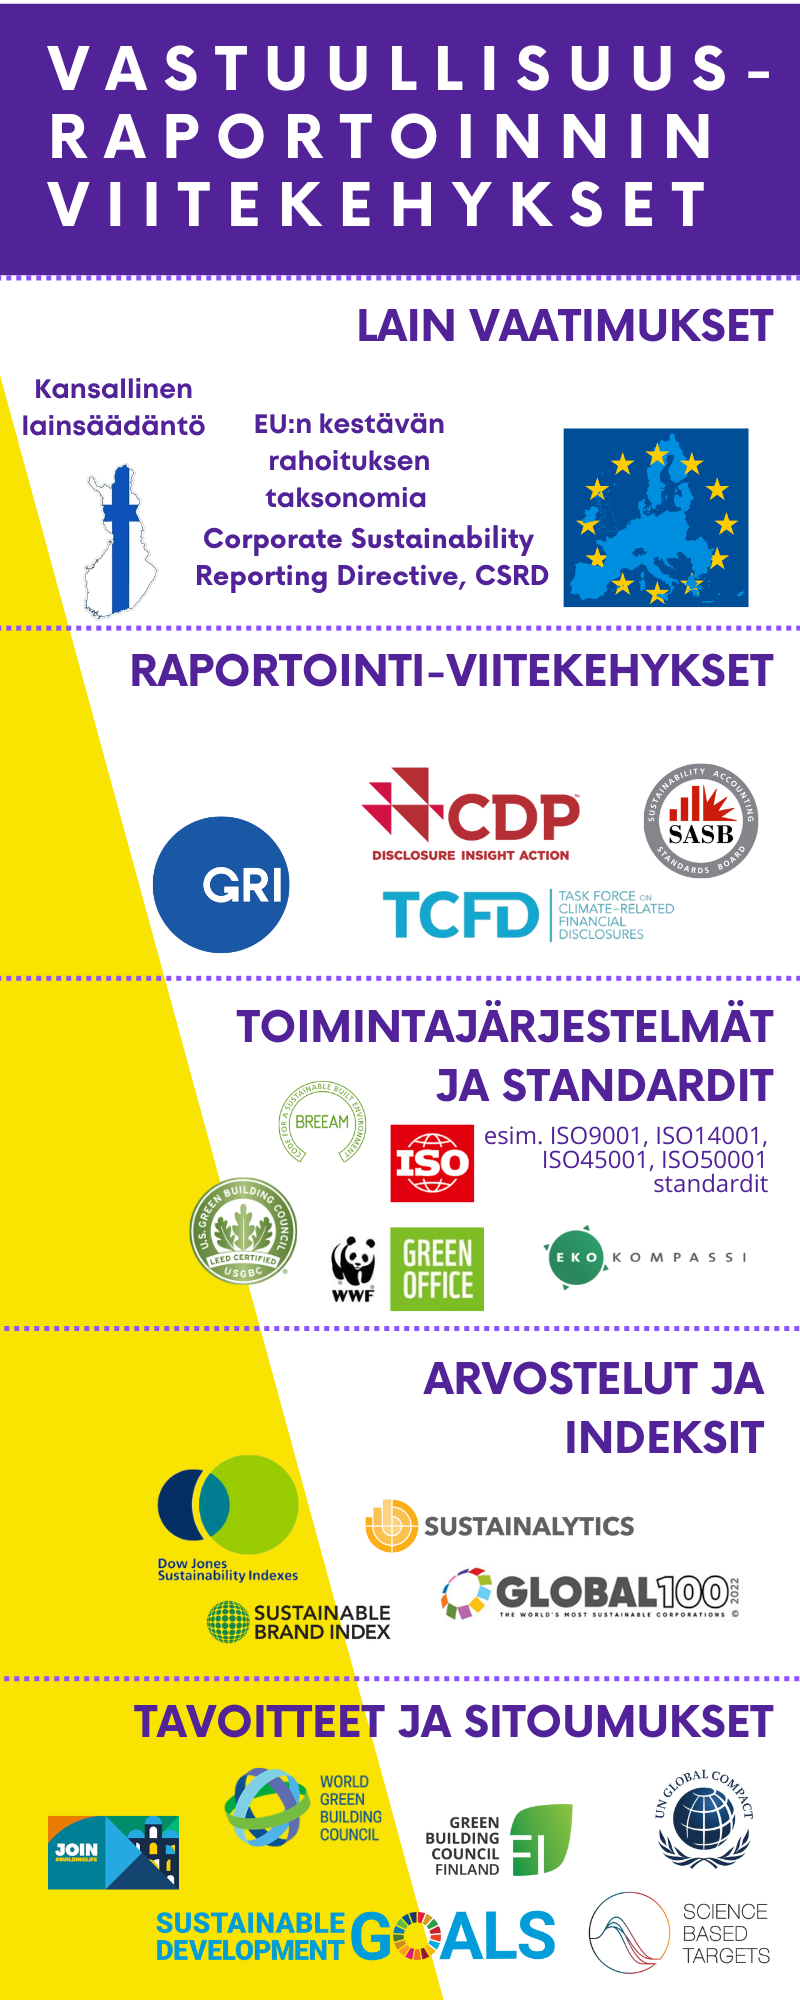 VASTUULLISUUS-
RAPORTOINNIN
VIITEKEHYKSET
LAIN VAATIMUKSET
Kansallinen
lainsäädäntö
EU:n kestävän
rahoituksen
taksonomia
Corporate Sustainability
Reporting Directive, CSRD
RAPORTOINTI-VIITEKEHYKSET
GRI
CDP
DISCLOSURE INSIGHT ACTION
SUSTAINABILITY ACCOUNTING
SASB
STANDARDS BOARD
TCFD
TASK FORCE ON
CLIMATE-RELATED
FINANCIAL
DISCLOSURES
TOIMINTAJÄRJESTELMÄT
JA STANDARDIT
CODE FOR A SUSTAINABLE BUILT ENVIRONMENT
BREEAM
ISO
esim. ISO9001, ISO14001,
ISO45001, ISO50001
standardit
U.S. GREEN BUILDING COUNCIL
LEED CERTIFIED
USGBC
WWF
GREEN
OFFICE
EKOKOMPASSI
ARVOSTELUT JA
INDEKSIT
Dow Jones
Sustainability Indexes
SUSTAINALYTICS
GLOBAL100
THE WORLD'S MOST SUSTAINABLE CORPORATIONS
© 2022
SUSTAINABLE
BRAND INDEX
TAVOITTEET JA SITOUMUKSET
JOIN
#BUILDINGLIFE
WORLD
GREEN
BUILDING
COUNCIL
GREEN
BUILDING
COUNCIL
FINLAND
FI
UN GLOBAL COMPACT
SUSTAINABLE
DEVELOPMENT
GOALS
SCIENCE
BASED
TARGETS